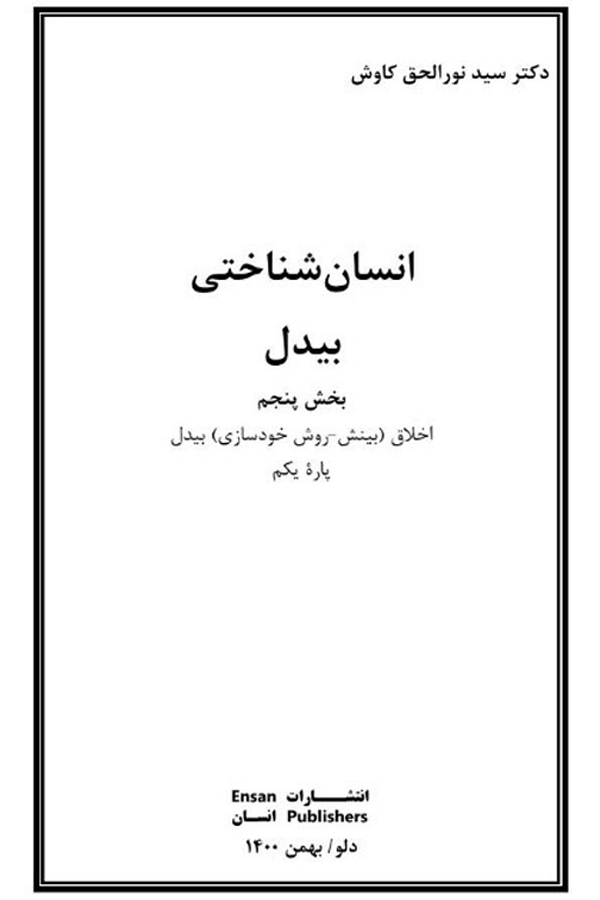 دکتر سید نورالحق کاوش
انسان‌شناختی
بیدل
بخش پنجم
اخلاق (بینش-روش خودسازی) بیدل
پارهٔ یکم
انتشـــارات Ensan
انسان Publishers
دلو/ بهمن ۱۴۰۰